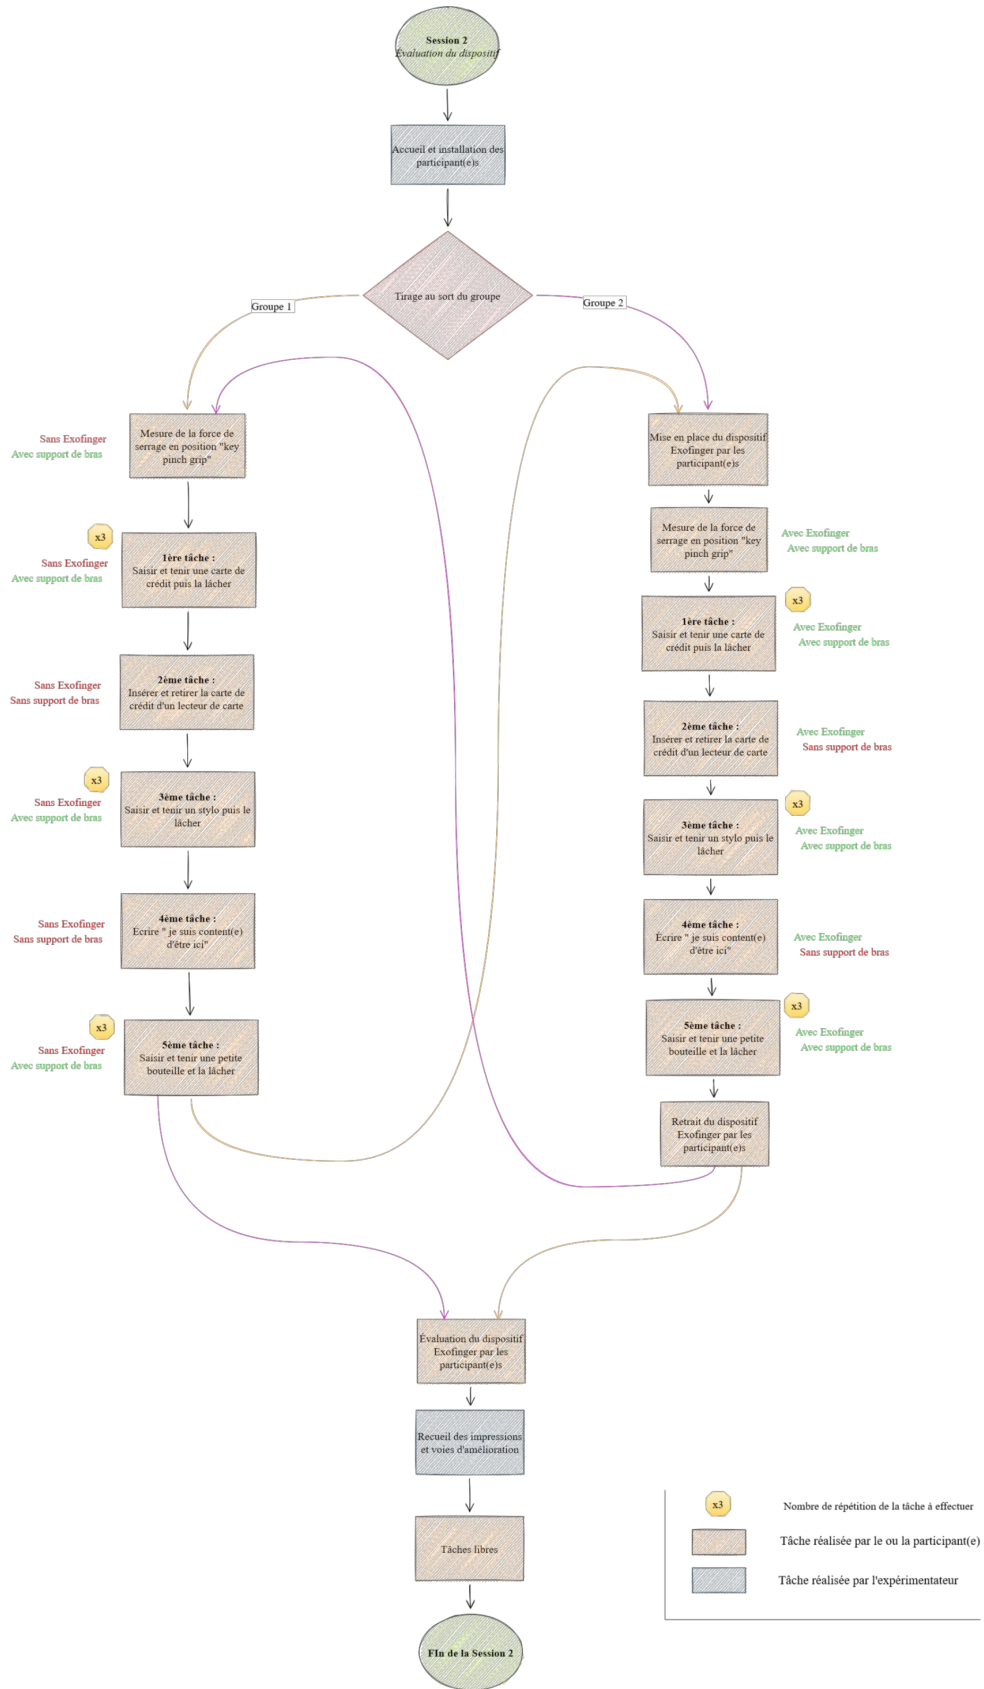 Session 2
Évaluation du dispositif
Accueil et installation des
participant(e)s
Tirage au sort du groupe
Groupe 1
Groupe 2
Sans Exofinger
Avec support de bras
Mesure de la force de
serrage en position "key
pinch grip"
x3
Sans Exofinger
Avec support de bras
1ère tâche :
Saisir et tenir une carte de
crédit puis la lâcher
Sans Exofinger
Sans support de bras
2ème tâche :
Insérer et retirer la carte de
crédit d'un lecteur de carte
x3
Sans Exofinger
Avec support de bras
3ème tâche :
Saisir et tenir un stylo puis le
lâcher
Sans Exofinger
Sans support de bras
4ème tâche :
Écrire " je suis content(e)
d'être ici"
x3
Sans Exofinger
Avec support de bras
5ème tâche :
Saisir et tenir une petite
bouteille et la lâcher
Mise en place du dispositif
Exofinger par les
participant(e)s
Mesure de la force de
serrage en position "key
pinch grip"
Avec Exofinger
Avec support de bras
1ère tâche :
Saisir et tenir une carte de
crédit puis la lâcher
x3
Avec Exofinger
Avec support de bras
2ème tâche :
Insérer et retirer la carte de
crédit d'un lecteur de carte
Avec Exofinger
Sans support de bras
3ème tâche :
Saisir et tenir un stylo puis le
lâcher
x3
Avec Exofinger
Avec support de bras
4ème tâche :
Écrire " je suis content(e)
d'être ici"
Avec Exofinger
Sans support de bras
5ème tâche :
Saisir et tenir une petite
bouteille et la lâcher
x3
Avec Exofinger
Avec support de bras
Retrait du dispositif
Exofinger par les
participant(e)s
Évaluation du dispositif
Exofinger par les
participant(e)s
Recueil des impressions
et voies d'amélioration
Tâches libres
FIn de la Session 2
x3
Nombre de répétition de la tâche à effectuer
Tâche réalisée par le ou la participant(e)
Tâche réalisée par l'expérimentateur